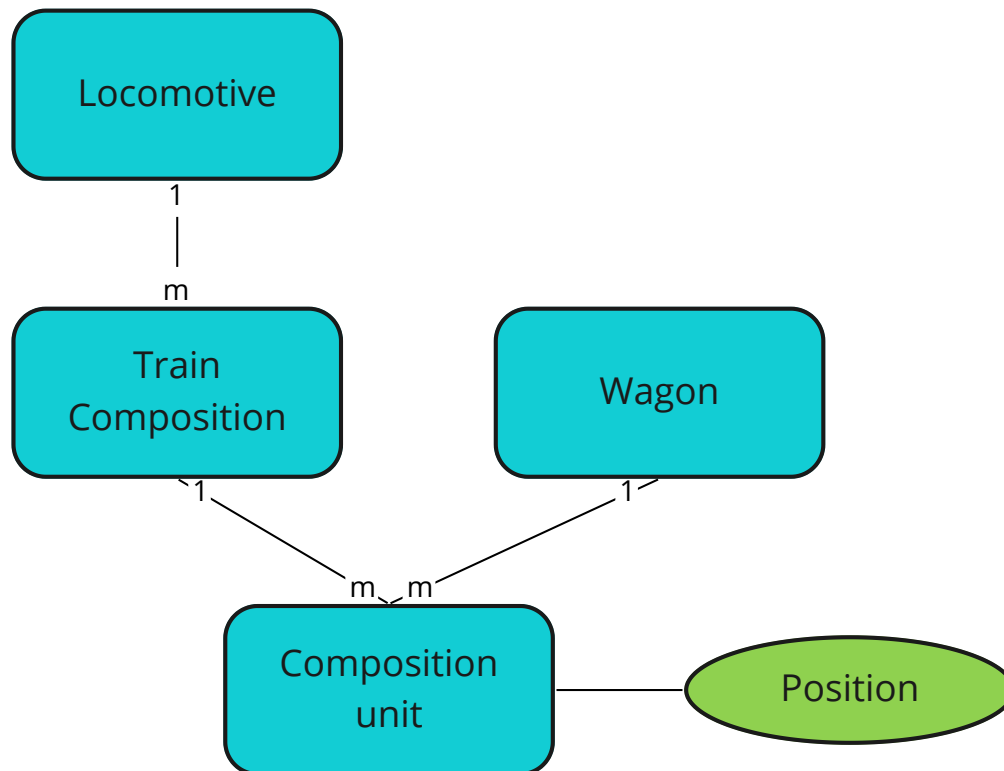 Locomotive
1
m
Train
Composition
Wagon
1
1
m
m
Composition
unit
Position